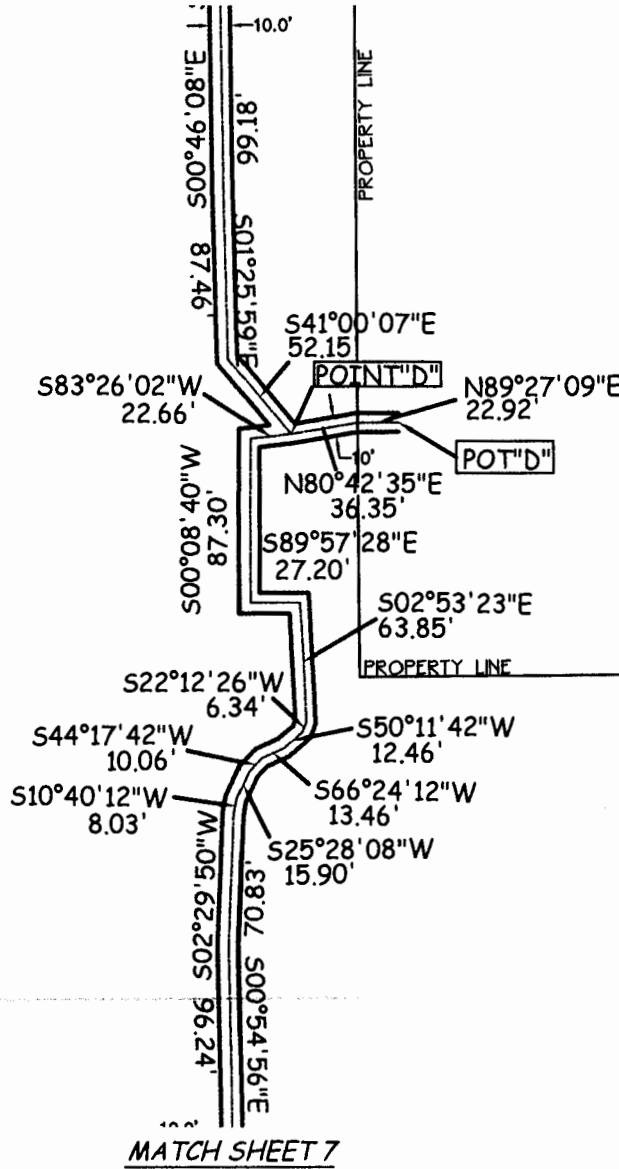 10.0'
PROPERTY LINE
S00°46'08"E
87.46'
99.18'
S01°25'59"E
S41°00'07"E
52.15
POINT"D"
S83°26'02"W
22.66'
N89°27'09"E
22.92'
POT"D"
10'
N80°42'35"E
36.35'
S00°08'40"W
87.30'
S89°57'28"E
27.20'
S02°53'23"E
63.85'
PROPERTY LINE
S22°12'26"W
6.34'
S50°11'42"W
12.46'
S44°17'42"W
10.06'
S66°24'12"W
13.46'
S10°40'12"W
8.03'
S25°28'08"W
15.90'
S02°29'50"W
42.96'
70.83'
S00°54'56"E
MATCH SHEET 7